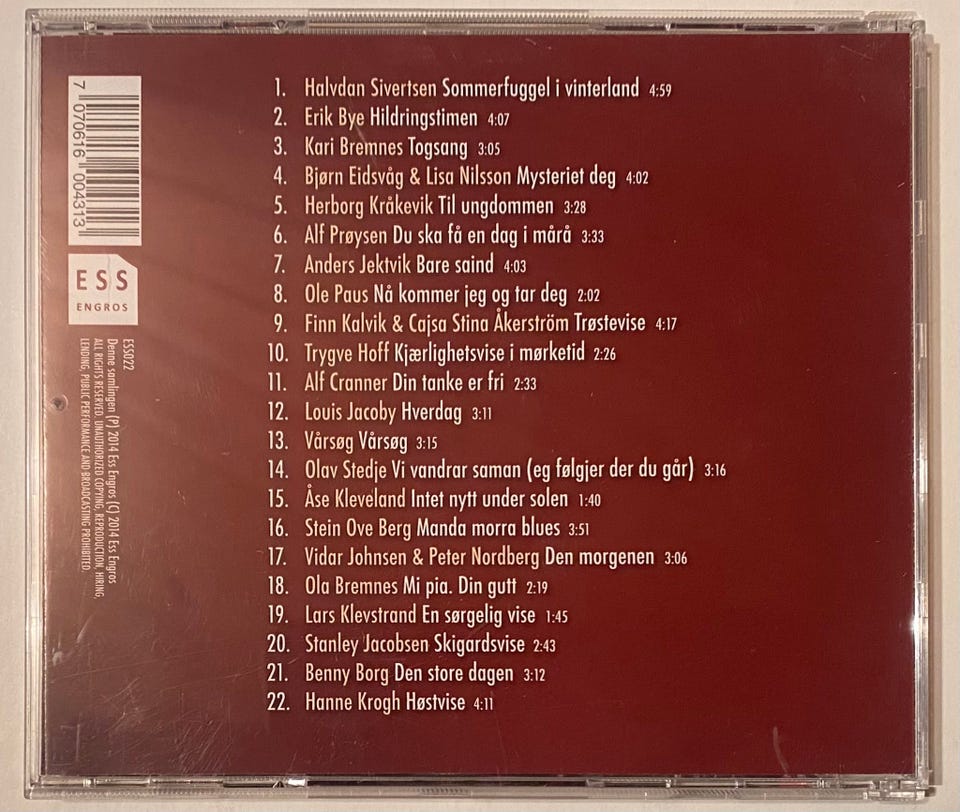 1. Halvdan Sivertsen Sommerfuggel i vinterland 4:59
2. Erik Bye Hildringstimen 4:07
3. Kari Bremnes Togsang 3:05
4. Bjørn Eidsvåg & Lisa Nilsson Mysteriet deg 4:02
5. Herborg Kråkevik Til ungdommen 3:28
6. Alf Prøysen Du ska få en dag i mårå 3:33
7. Anders Jektvik Bare saind 4:03
8. Ole Paus Nå kommer jeg og tar deg 2:02
9. Finn Kalvik & Cajsa Stina Åkerström Trøstevise 4:17
10. Trygve Hoff Kjærlighetsvise i mørketid 2:26
11. Alf Cranner Din tanke er fri 2:33
12. Louis Jacoby Hverdag 3:11
13. Vårsøg Vårsøg 3:15
14. Olav Stedje Vi vandrar saman (eg følgjer der du går) 3:16
15. Åse Kleveland Intet nytt under solen 1:40
16. Stein Ove Berg Manda morra blues 3:51
17. Vidar Johnsen & Peter Nordberg Den morgenen 3:06
18. Ola Bremnes Mi pia. Din gutt 2:19
19. Lars Klevstrand En sørgelig vise 1:45
20. Stanley Jacobsen Skigardsvise 2:43
21. Benny Borg Den store dagen 3:12
22. Hanne Krogh Høstvise 4:11
7 070616 004313
ESS
ENGROS
ESS022
Denne samlingen (P) 2014 Ess Engros (C) 2014 Ess Engros
ALL RIGHTS RESERVED. UNAUTHORIZED COPYING, REPRODUCTION, HIRING
LENDING, PUBLIC PERFORMANCE AND BROADCASTING PROHIBITED.